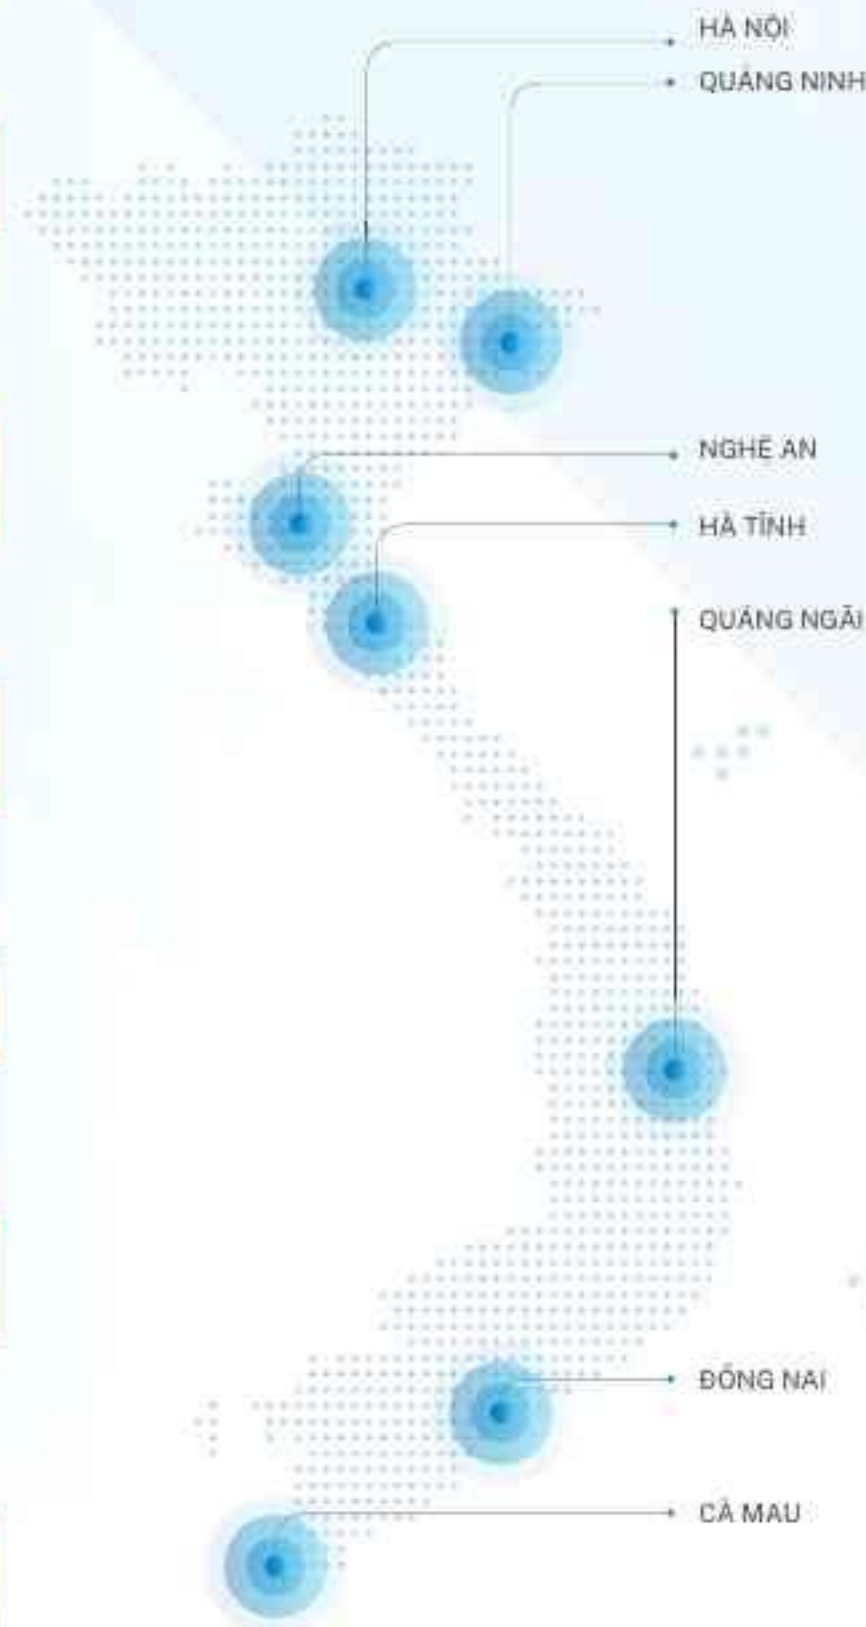 HÀ NỘI
QUẢNG NINH
NGHỆ AN
HÀ TĨNH
QUẢNG NGÃI
ĐỒNG NAI
CÀ MAU